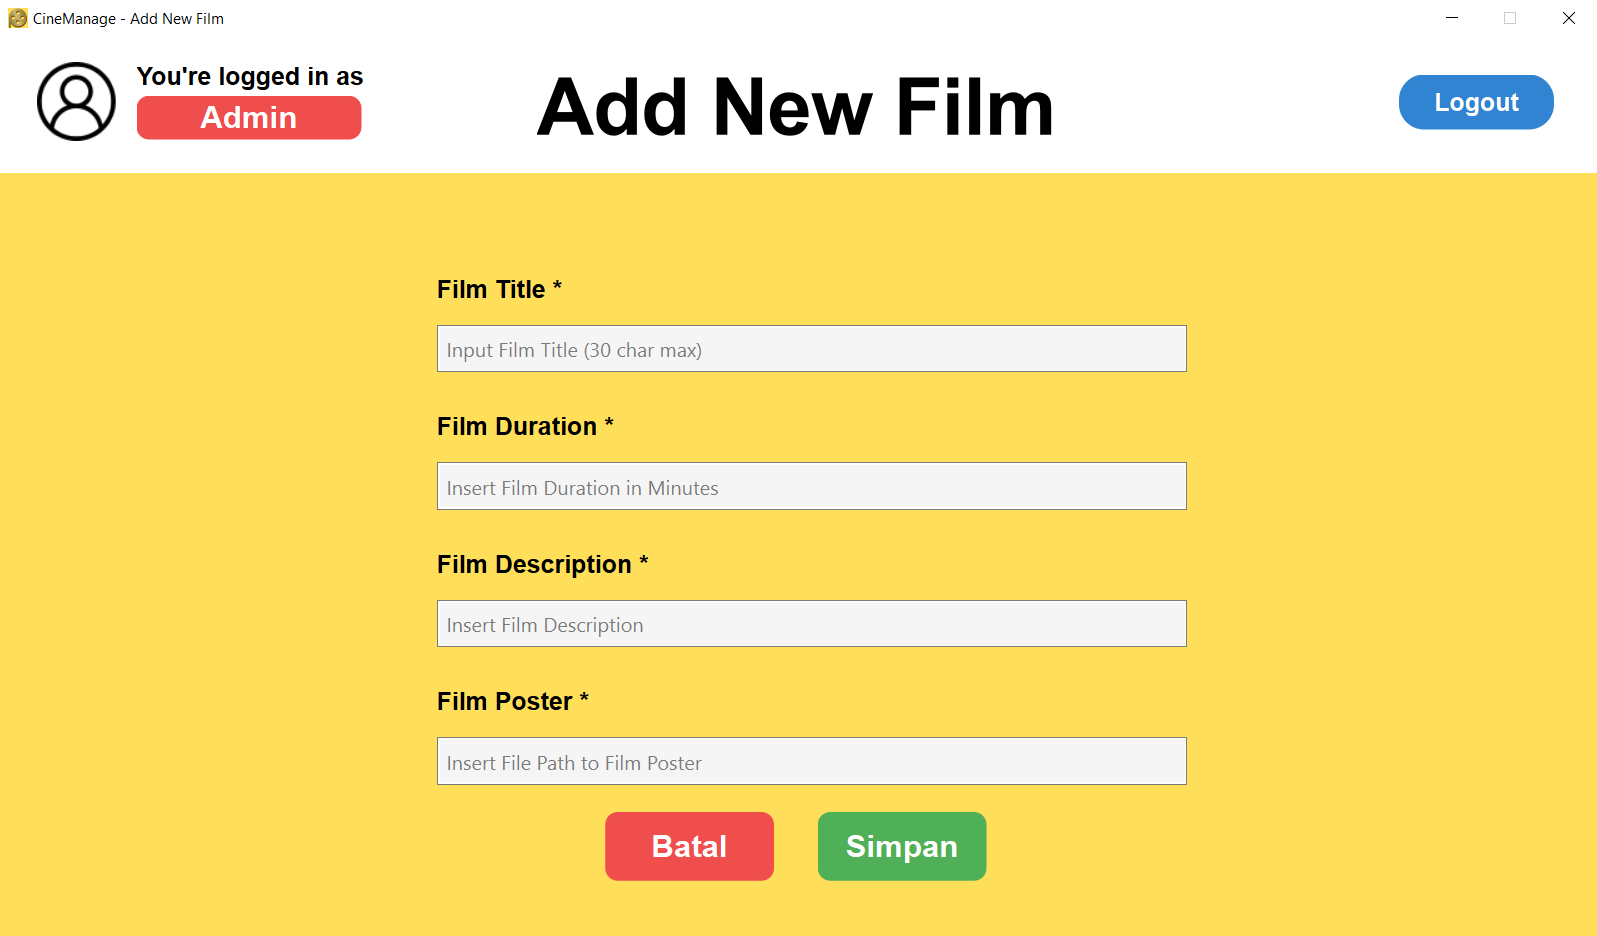 CineManage - Add New Film
You're logged in as
Admin
Add New Film
Logout
Film Title *
Input Film Title (30 char max)
Film Duration *
Insert Film Duration in Minutes
Film Description *
Insert Film Description
Film Poster *
Insert File Path to Film Poster
Batal
Simpan